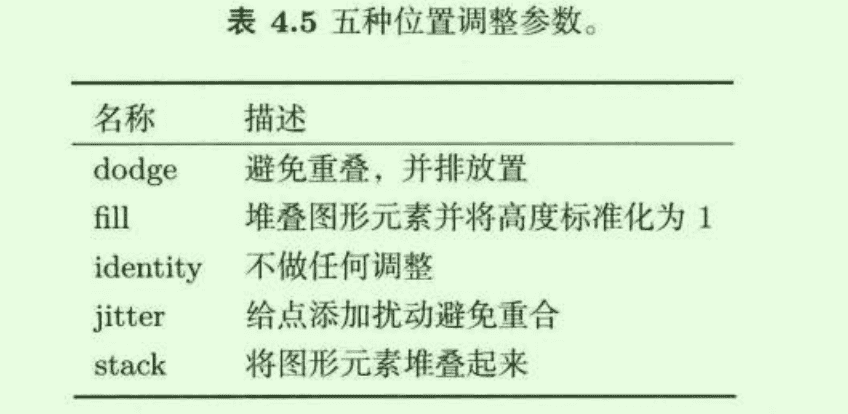 表 4.5 五种位置调整参数。
名称 描述
dodge 避免重叠，并排放置
fill 堆叠图形元素并将高度标准化为 1
identity 不做任何调整
jitter 给点添加扰动避免重合
stack 将图形元素堆叠起来